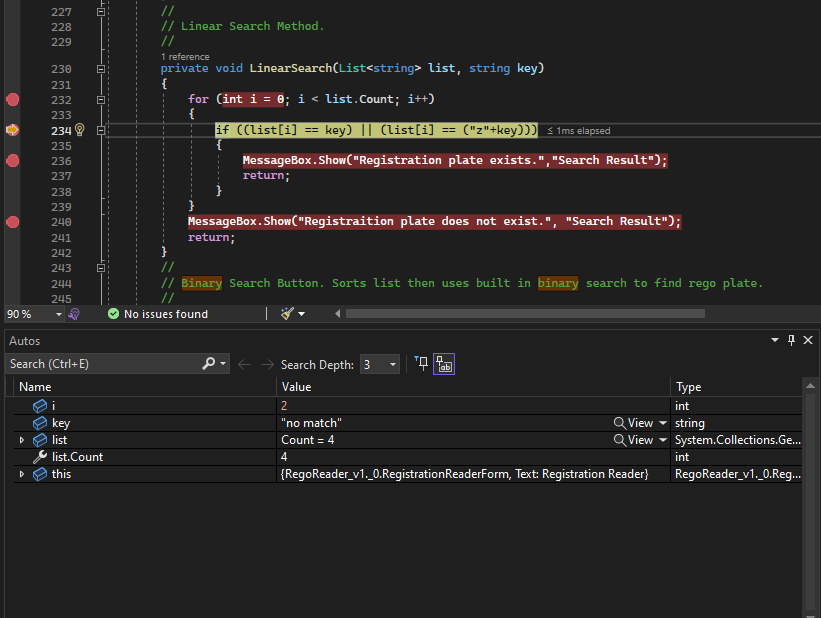 227 //
228 // Linear Search Method.
229 //
1 reference
230 private void LinearSearch(List<string> list, string key)
231 {
232 for (int i = 0; i < list.Count; i++)
233 {
234 if ((list[i] == key) || (list[i] == ("z"+key))) ≤ 1ms elapsed
235 {
236 MessageBox.Show("Registration plate exists.","Search Result");
237 return;
238 }
239 }
240 MessageBox.Show("Registraition plate does not exist.", "Search Result");
241 return;
242 }
243 //
244 // Binary Search Button. Sorts list then uses built in binary search to find rego plate.
245 //
90 % No issues found
Autos
Search (Ctrl+E) Search Depth: 3
Name Value Type
i 2 int
key "no match" View string
list Count = 4 View System.Collections.Ge...
list.Count 4 int
this {RegoReader_v1._0.RegistrationReaderForm, Text: Registration Reader} RegoReader_v1._0.Reg...